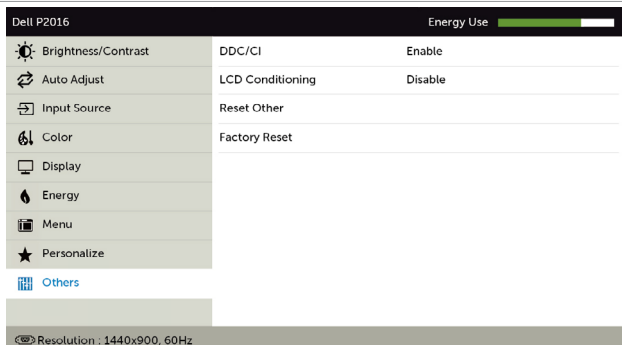 Dell P2016 Energy Use
Brightness/Contrast DDC/CI Enable
Auto Adjust LCD Conditioning Disable
Input Source Reset Other
Color Factory Reset
Display
Energy
Menu
Personalize
Others
Resolution : 1440x900, 60Hz